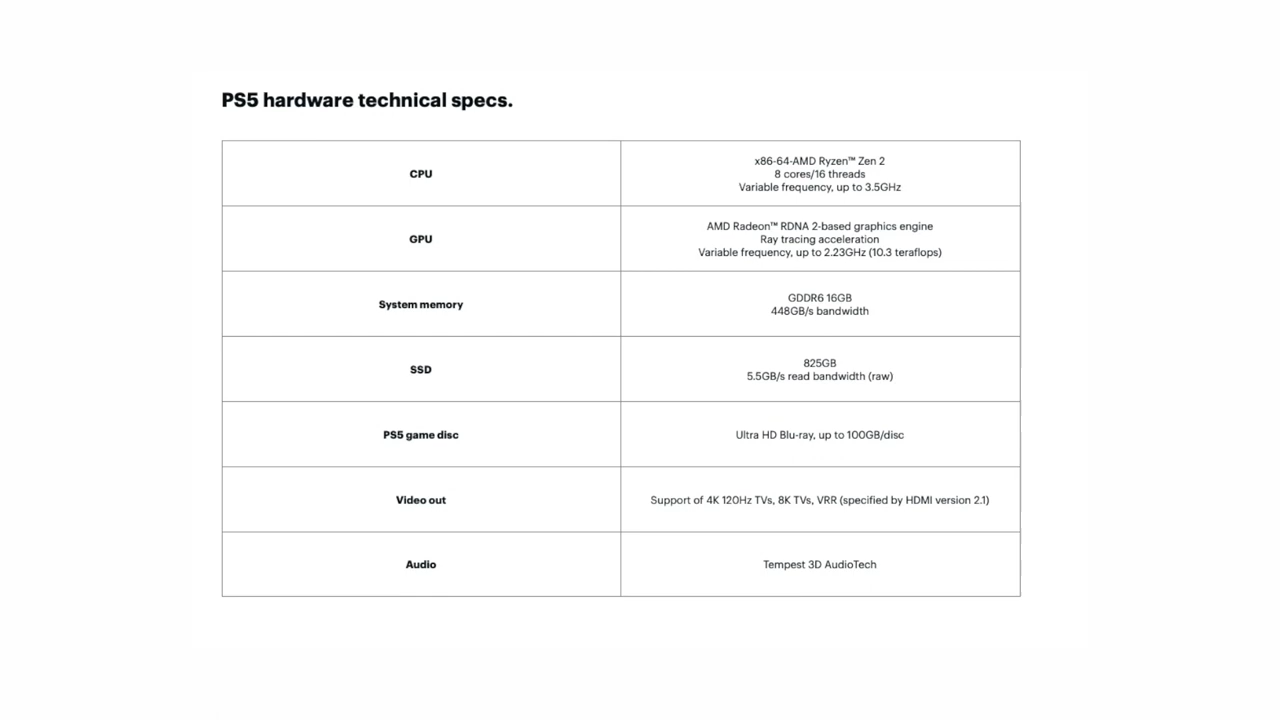 PS5 hardware technical specs.
CPU
x86-64-AMD Ryzen™ Zen 2
8 cores/16 threads
Variable frequency, up to 3.5GHz
GPU
AMD Radeon™ RDNA 2-based graphics engine
Ray tracing acceleration
Variable frequency, up to 2.23GHz (10.3 teraflops)
System memory
GDDR6 16GB
448GB/s bandwidth
SSD
825GB
5.5GB/s read bandwidth (raw)
PS5 game disc
Ultra HD Blu-ray, up to 100GB/disc
Video out
Support of 4K 120Hz TVs, 8K TVs, VRR (specified by HDMI version 2.1)
Audio
Tempest 3D AudioTech